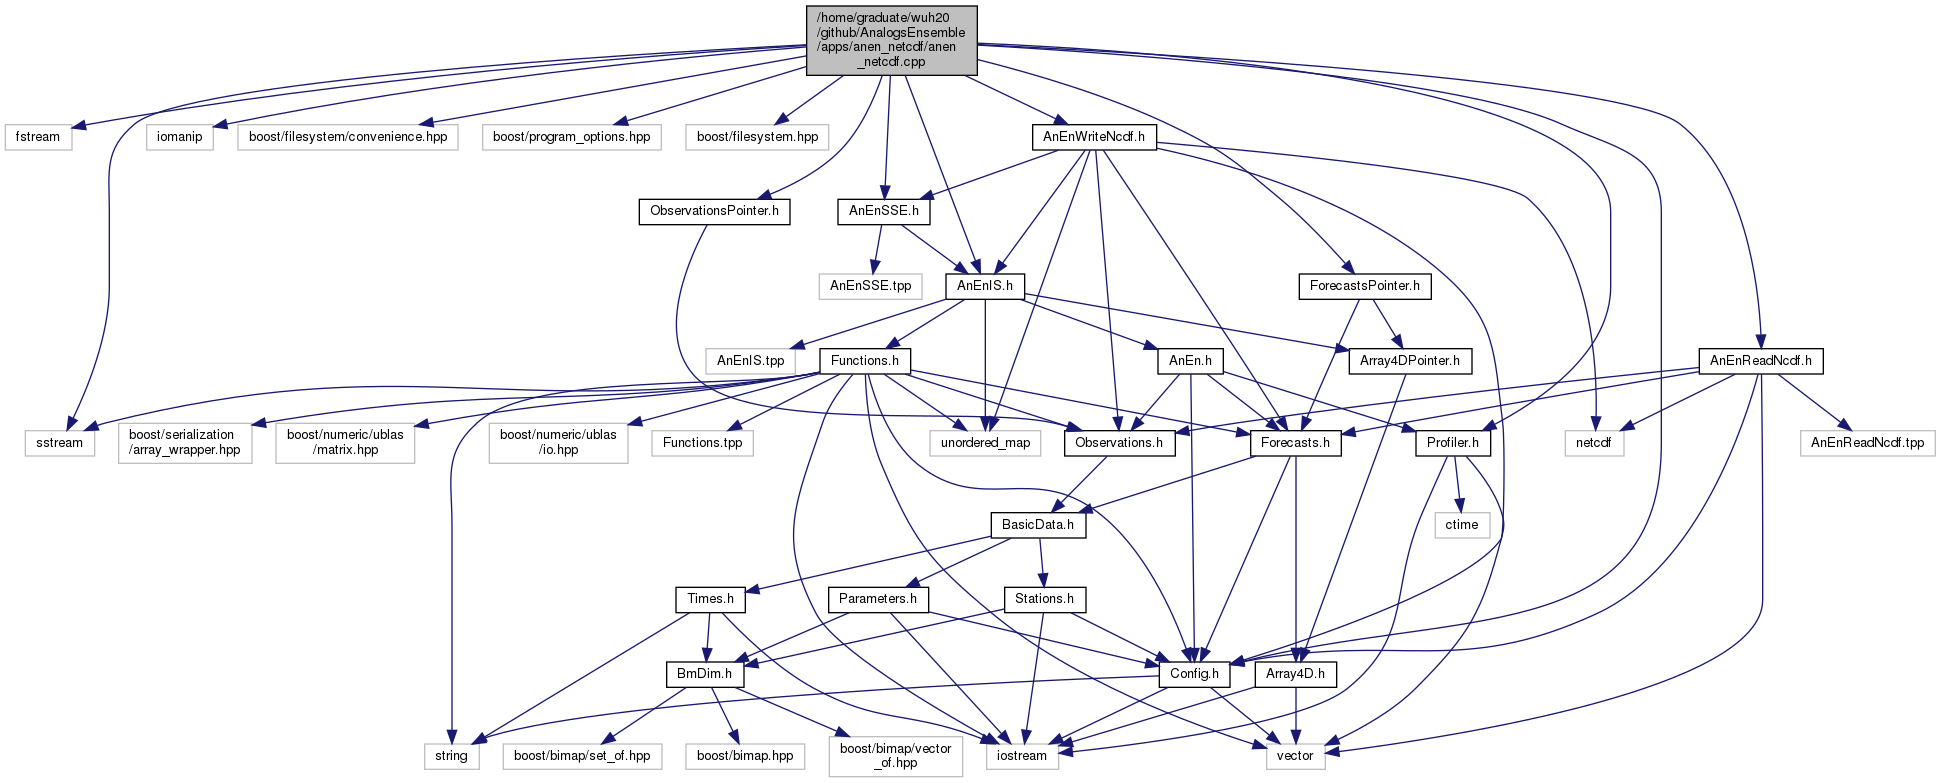 /home/graduate/wuh20
/github/AnalogsEnsemble
/apps/anen_netcdf/anen
_netcdf.cpp
fstream
iomanip
boost/filesystem/convenience.hpp
boost/program_options.hpp
boost/filesystem.hpp
AnEnWriteNcdf.h
ObservationsPointer.h
AnEnSSE.h
AnEnSSE.tpp
AnEnIS.h
ForecastsPointer.h
AnEnIS.tpp
Functions.h
AnEn.h
Array4DPointer.h
AnEnReadNcdf.h
sstream
boost/serialization
/array_wrapper.hpp
boost/numeric/ublas
/matrix.hpp
boost/numeric/ublas
/io.hpp
Functions.tpp
unordered_map
Observations.h
Forecasts.h
Profiler.h
netcdf
AnEnReadNcdf.tpp
BasicData.h
ctime
Times.h
Parameters.h
Stations.h
BmDim.h
Config.h
Array4D.h
string
boost/bimap/set_of.hpp
boost/bimap.hpp
boost/bimap/vector
_of.hpp
iostream
vector